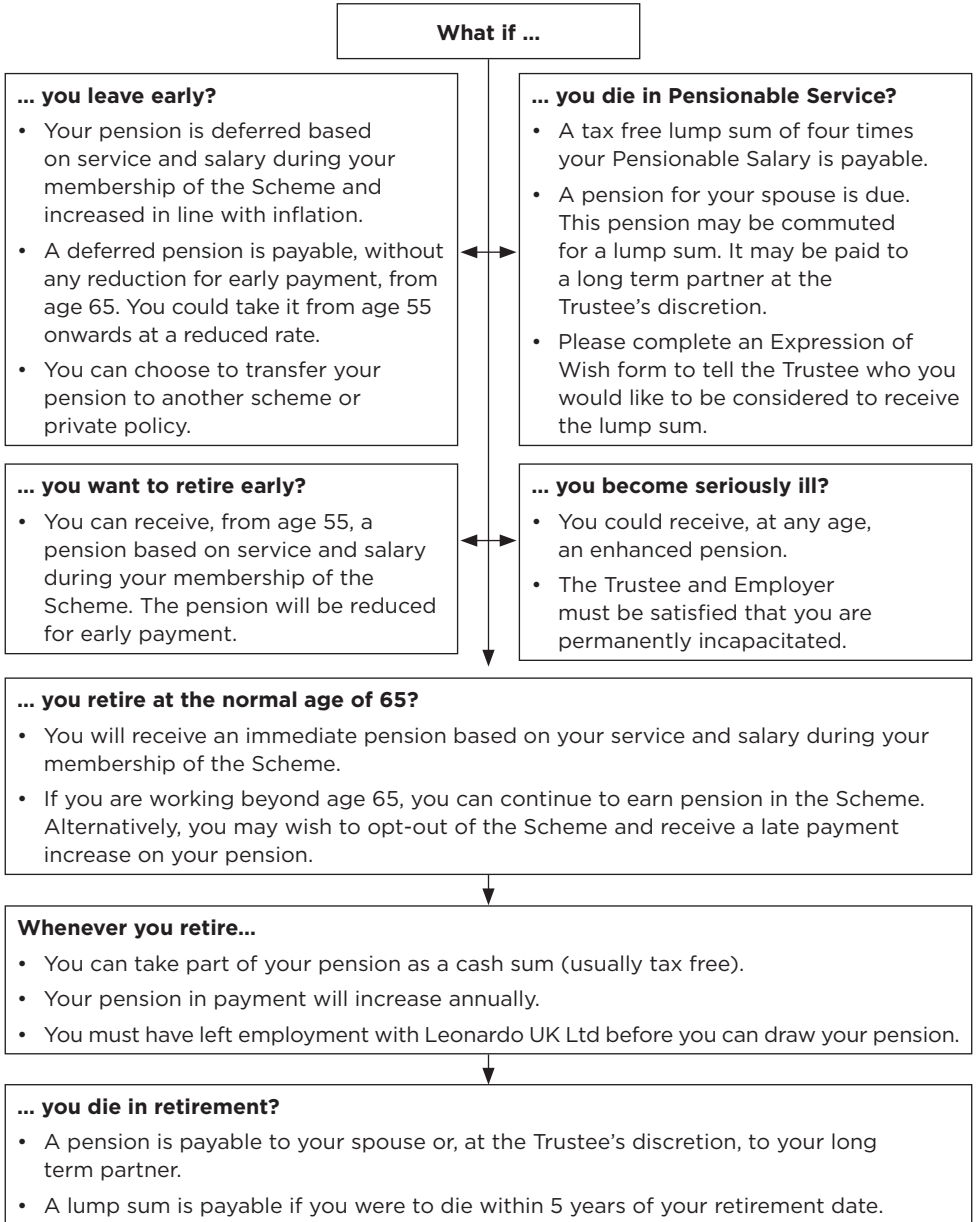 What if ...
... you leave early?
• Your pension is deferred based
on service and salary during your
membership of the Scheme and
increased in line with inflation.
• A deferred pension is payable, without
any reduction for early payment, from
age 65. You could take it from age 55
onwards at a reduced rate.
• You can choose to transfer your
pension to another scheme or
private policy.
... you die in Pensionable Service?
• A tax free lump sum of four times
your Pensionable Salary is payable.
• A pension for your spouse is due.
This pension may be commuted
for a lump sum. It may be paid to
a long term partner at the
Trustee's discretion.
• Please complete an Expression of
Wish form to tell the Trustee who you
would like to be considered to receive
the lump sum.
... you want to retire early?
• You can receive, from age 55, a
pension based on service and salary
during your membership of the
Scheme. The pension will be reduced
for early payment.
... you become seriously ill?
• You could receive, at any age,
an enhanced pension.
• The Trustee and Employer
must be satisfied that you are
permanently incapacitated.
... you retire at the normal age of 65?
• You will receive an immediate pension based on your service and salary during your
membership of the Scheme.
• If you are working beyond age 65, you can continue to earn pension in the Scheme.
Alternatively, you may wish to opt-out of the Scheme and receive a late payment
increase on your pension.
Whenever you retire...
• You can take part of your pension as a cash sum (usually tax free).
• Your pension in payment will increase annually.
• You must have left employment with Leonardo UK Ltd before you can draw your pension.
... you die in retirement?
• A pension is payable to your spouse or, at the Trustee's discretion, to your long
term partner.
• A lump sum is payable if you were to die within 5 years of your retirement date.